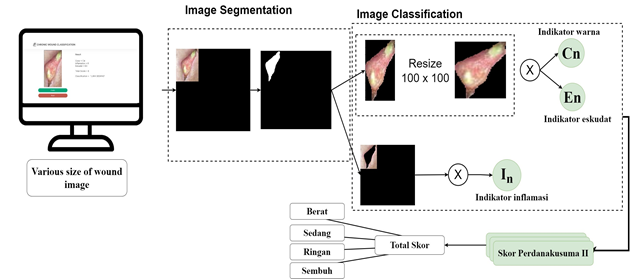 Image Segmentation
Image Classification
Resize
100 x 100
X
Indikator warna
Cn
En
Indikator eskudat
X
In
Indikator inflamasi
Various size of wound
image
Berat
Sedang
Ringan
Sembuh
Total Skor
Skor Perdanakusuma II